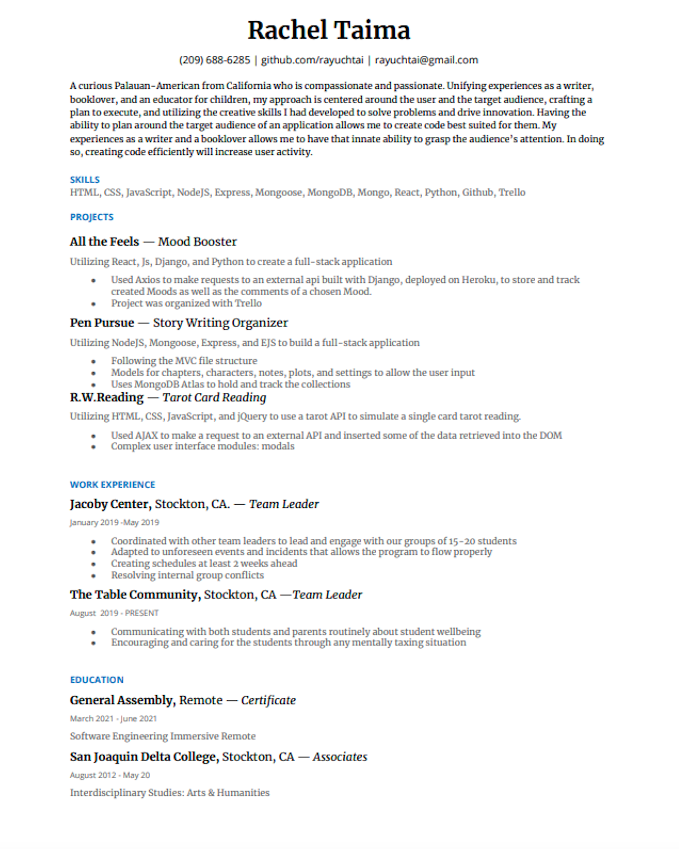 Rachel Taima
(209) 688-6285 | github.com/rayuchtai | rayuchtai@gmail.com
A curious Palauan-American from California who is compassionate and passionate. Unifying experiences as a writer,
booklover, and an educator for children, my approach is centered around the user and the target audience, crafting a
plan to execute, and utilizing the creative skills I had developed to solve problems and drive innovation. Having the
ability to plan around the target audience of an application allows me to create code best suited for them. My
experiences as a writer and a booklover allows me to have that innate ability to grasp the audience's attention. In doing
so, creating code efficiently will increase user activity.
SKILLS
HTML, CSS, JavaScript, NodeJS, Express, Mongoose, MongoDB, Mongo, React, Python, Github, Trello
PROJECTS
All the Feels — Mood Booster
Utilizing React, Js, Django, and Python to create a full-stack application
● Used Axios to make requests to an external api built with Django, deployed on Heroku, to store and track
created Moods as well as the comments of a chosen Mood.
● Project was organized with Trello
Pen Pursue — Story Writing Organizer
Utilizing NodeJS, Mongoose, Express, and EJS to build a full-stack application
● Following the MVC file structure
● Models for chapters, characters, notes, plots, and settings to allow the user input
● Uses MongoDB Atlas to hold and track the collections
R.W.Reading — Tarot Card Reading
Utilizing HTML, CSS, JavaScript, and jQuery to use a tarot API to simulate a single card tarot reading.
● Used AJAX to make a request to an external API and inserted some of the data retrieved into the DOM
● Complex user interface modules: modals
WORK EXPERIENCE
Jacoby Center, Stockton, CA. — Team Leader
January 2019 -May 2019
● Coordinated with other team leaders to lead and engage with our groups of 15-20 students
● Adapted to unforeseen events and incidents that allows the program to flow properly
● Creating schedules at least 2 weeks ahead
● Resolving internal group conflicts
The Table Community, Stockton, CA —Team Leader
August 2019 - PRESENT
● Communicating with both students and parents routinely about student wellbeing
● Encouraging and caring for the students through any mentally taxing situation
EDUCATION
General Assembly, Remote — Certificate
March 2021 - June 2021
Software Engineering Immersive Remote
San Joaquin Delta College, Stockton, CA — Associates
August 2012 - May 20
Interdisciplinary Studies: Arts & Humanities